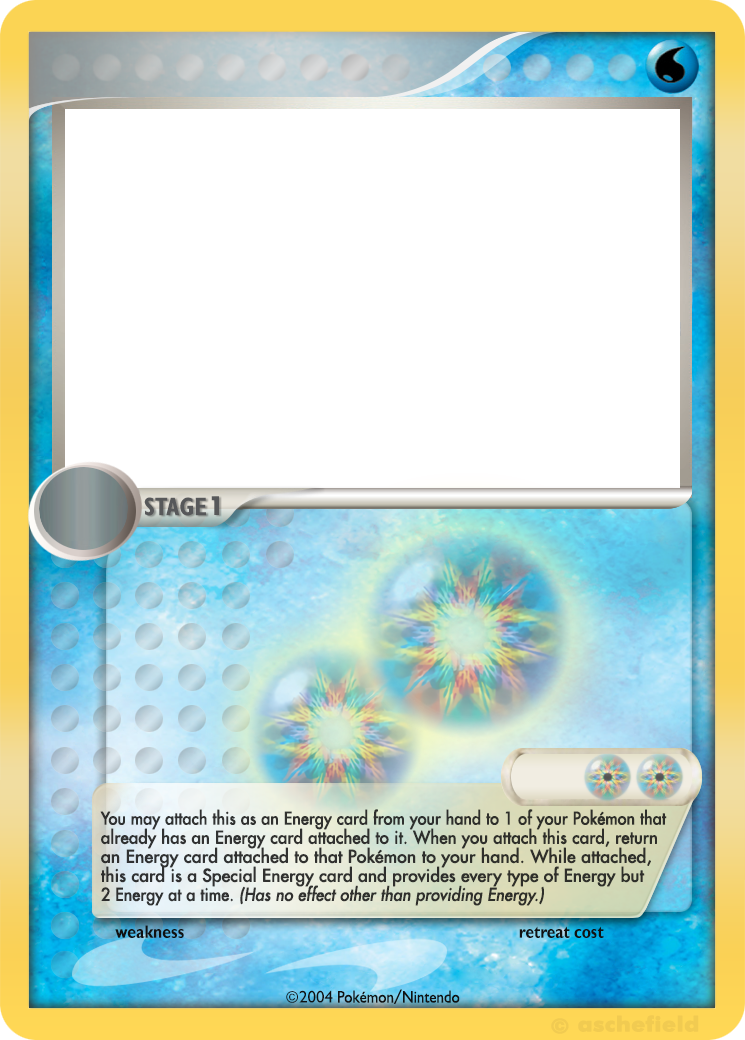 STAGE 1
You may attach this as an Energy card from your hand to 1 of your Pokémon that
already has an Energy card attached to it. When you attach this card, return
an Energy card attached to that Pokémon to your hand. While attached,
this card is a Special Energy card and provides every type of Energy but
2 Energy at a time. (Has no effect other than providing Energy.)
weakness
retreat cost
©2004 Pokémon/Nintendo
© aschefield